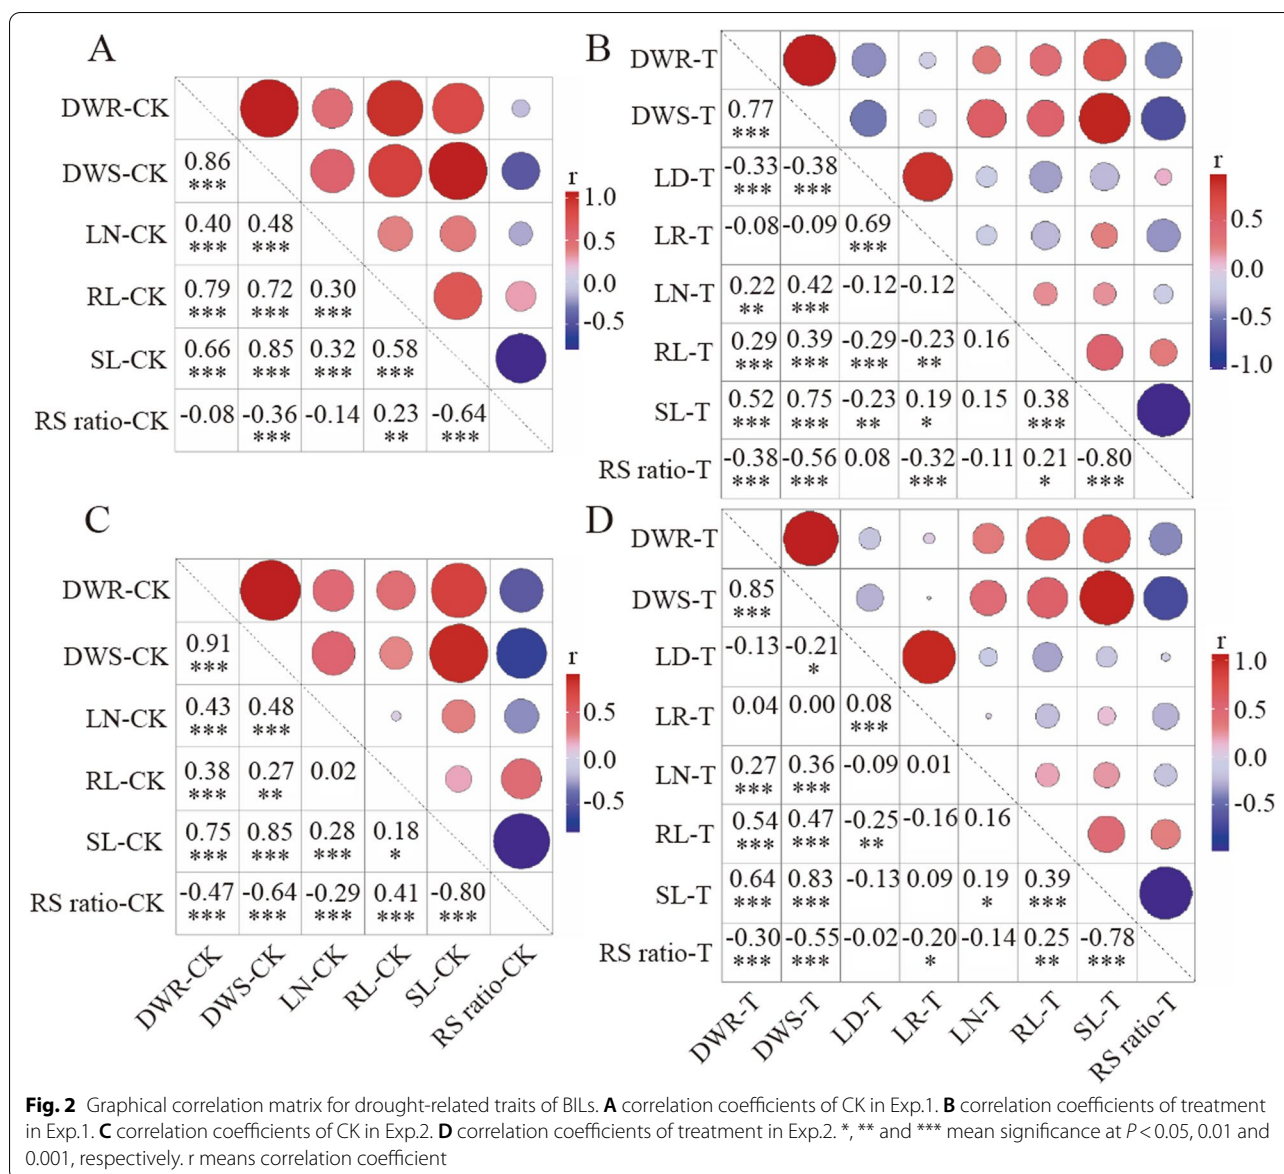 A
DWR-CK
DWS-CK 0.86
***
LN-CK 0.40 0.48
*** ***
RL-CK 0.79 0.72 0.30
*** *** ***
SL-CK 0.66 0.85 0.32 0.58
*** *** *** ***
RS ratio-CK -0.08 -0.36 -0.14 0.23 -0.64
*** ** ***
r
1.0
0.5
0.0
-0.5
B
DWR-T
DWS-T 0.77
***
LD-T -0.33 -0.38
*** ***
LR-T -0.08 -0.09 0.69
***
LN-T 0.22 0.42 -0.12 -0.12
** ***
RL-T 0.29 0.39 -0.29 -0.23 0.16
*** *** *** **
SL-T 0.52 0.75 -0.23 0.19 0.15 0.38
*** *** ** * ***
RS ratio-T -0.38 -0.56 0.08 -0.32 -0.11 0.21 -0.80
*** *** *** * ***
r
0.5
0.0
-0.5
-1.0
C
DWR-CK
DWS-CK 0.91
***
LN-CK 0.43 0.48
*** ***
RL-CK 0.38 0.27 0.02
*** **
SL-CK 0.75 0.85 0.28 0.18
*** *** *** *
RS ratio-CK -0.47 -0.64 -0.29 0.41 -0.80
*** *** *** *** ***
DWR-CK DWS-CK LN-CK RL-CK SL-CK RS ratio-CK
r
0.5
0.0
-0.5
D
DWR-T
DWS-T 0.85
***
LD-T -0.13 -0.21
*
LR-T 0.04 0.00 0.08
***
LN-T 0.27 0.36 -0.09 0.01
*** ***
RL-T 0.54 0.47 -0.25 -0.16 0.16
*** *** **
SL-T 0.64 0.83 -0.13 0.09 0.19 0.39
*** *** * ***
RS ratio-T -0.30 -0.55 -0.02 -0.20 -0.14 0.25 -0.78
*** *** * ** ***
DWR-T DWS-T LD-T LR-T LN-T RL-T SL-T RS ratio-T
r
1.0
0.5
0.0
-0.5
Fig. 2 Graphical correlation matrix for drought-related traits of BILs. A correlation coefficients of CK in Exp.1. B correlation coefficients of treatment
in Exp.1. C correlation coefficients of CK in Exp.2. D correlation coefficients of treatment in Exp.2. *, ** and *** mean significance at P < 0.05, 0.01 and
0.001, respectively. r means correlation coefficient